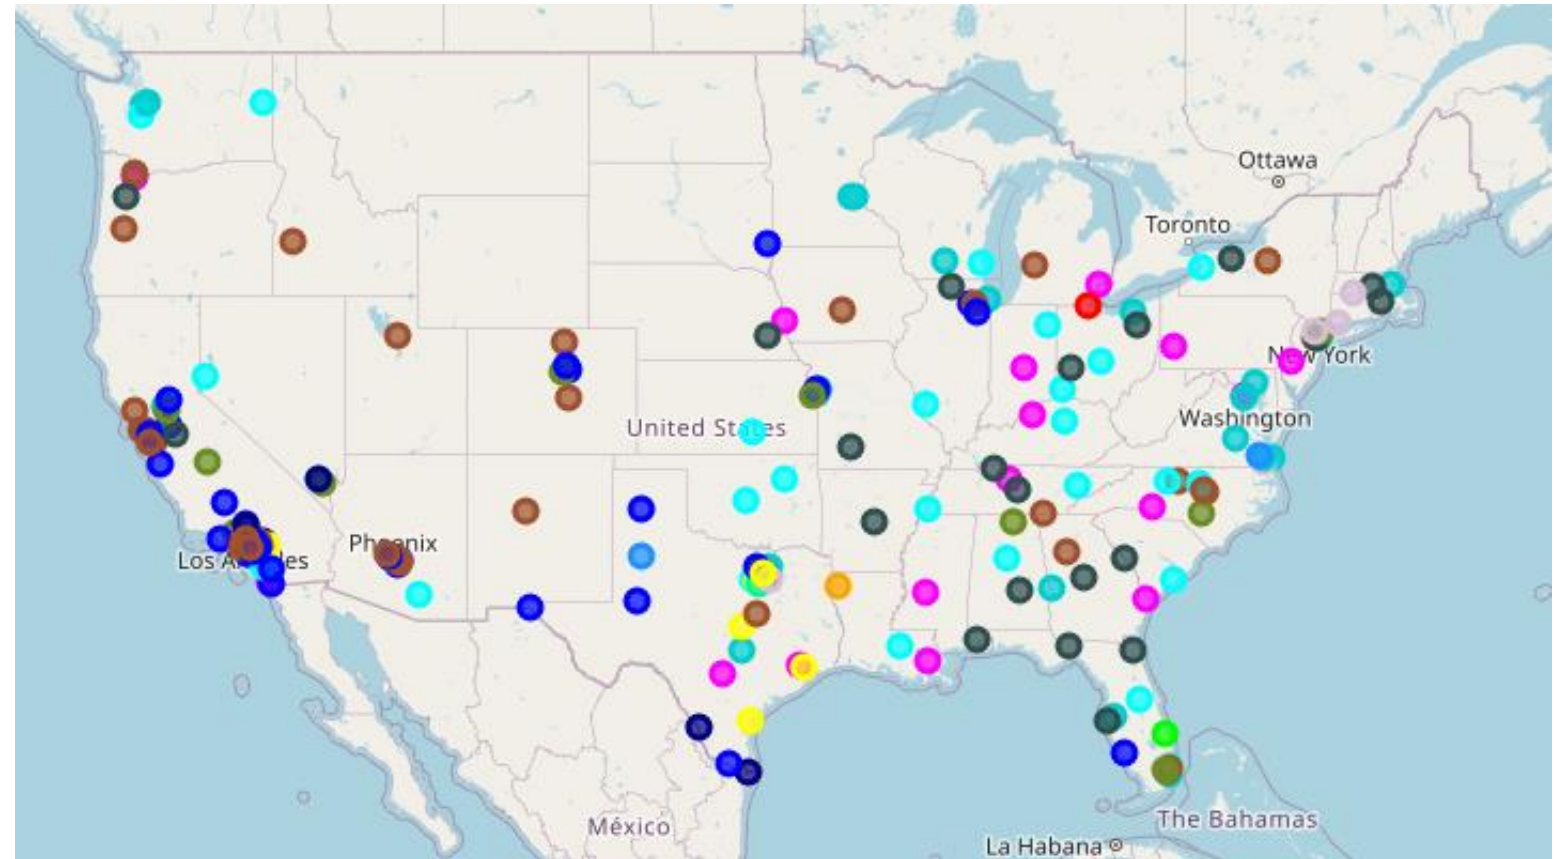 Ottawa
Toronto
New York
United States
Washington
Los Angeles
Phoenix
México
The Bahamas
La Habana